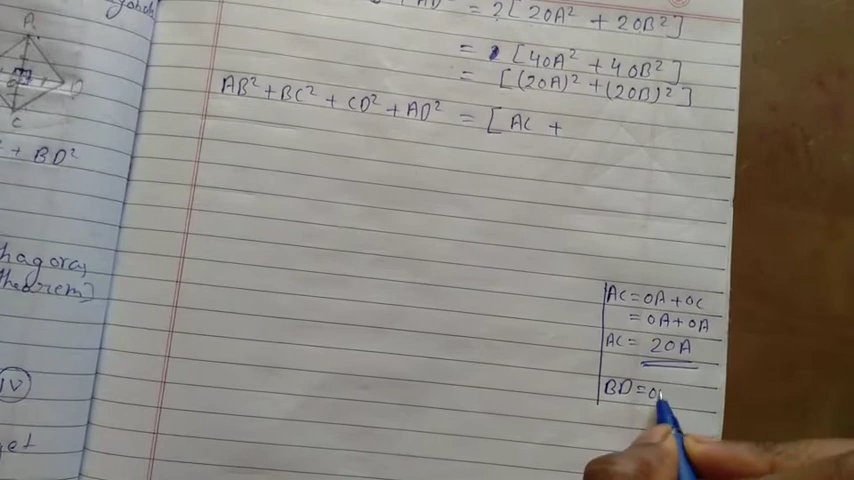 A
C
+ BD²
theorem]
IV
= 2[2OA² + 2OB²]
= [4OA² + 4OB²]
= [(2OA)² + (2OB)²]
AB² + BC² + CD² + AD² = [AC +
AC = OA + OC
= OA + OA
AC = 2OA
BD = O